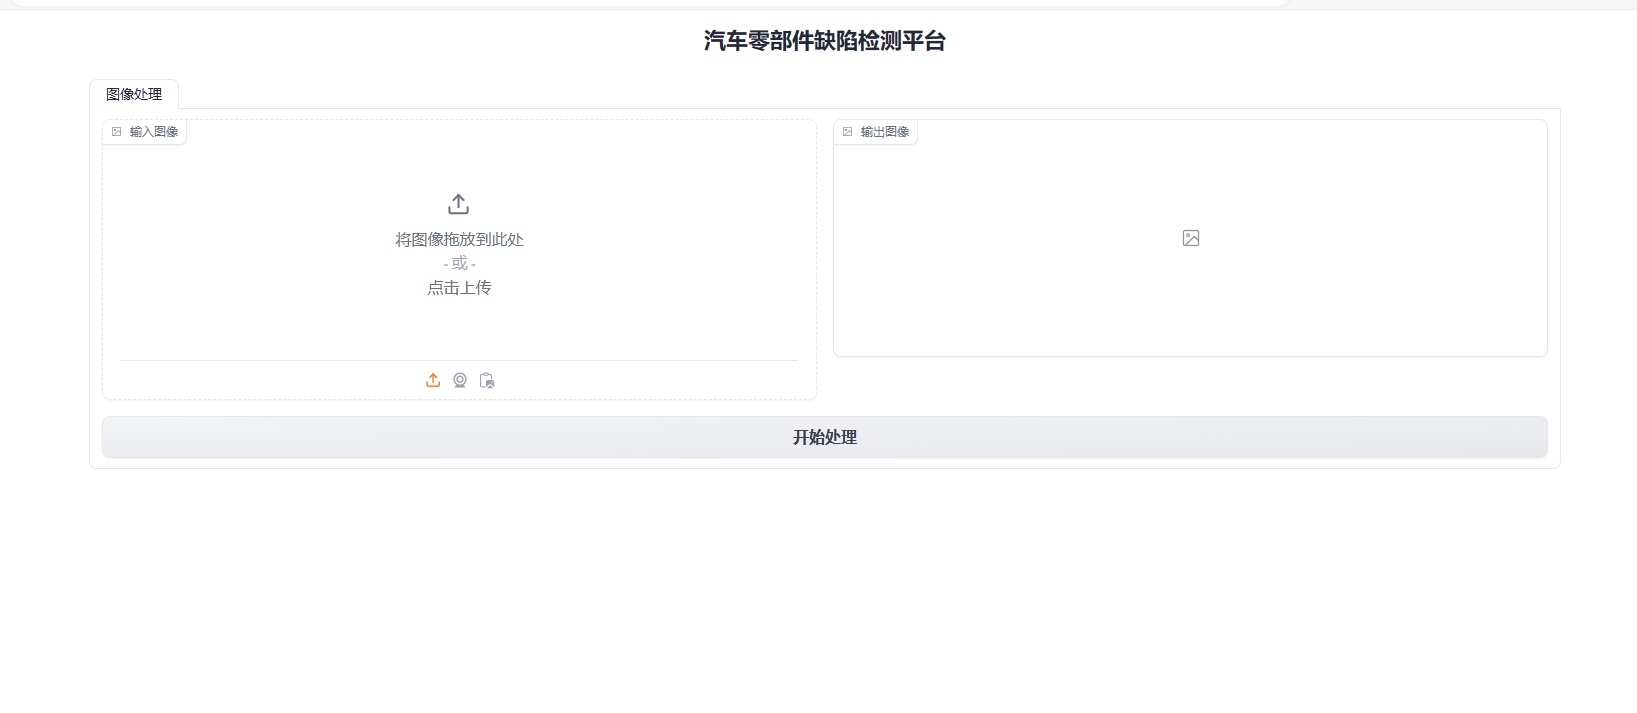 汽车零部件缺陷检测平台
图像处理
输入图像
将图像拖放到此处
- 或 -
点击上传
输出图像
开始处理